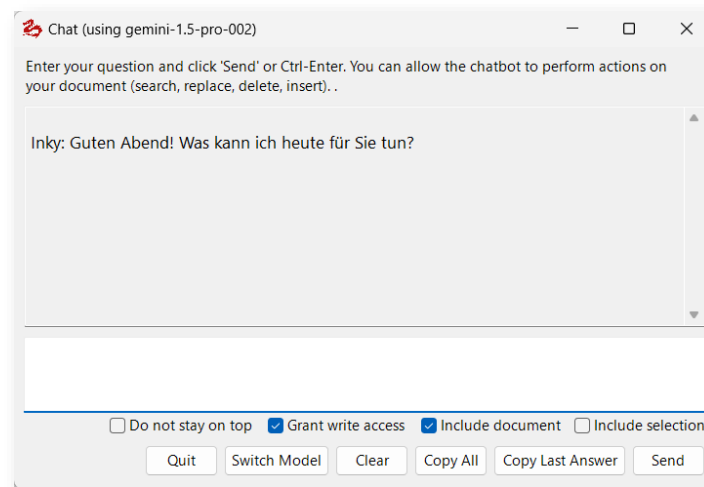 Chat (using gemini-1.5-pro-002)
Enter your question and click 'Send' or Ctrl-Enter. You can allow the chatbot to perform actions on
your document (search, replace, delete, insert). .
Inky: Guten Abend! Was kann ich heute für Sie tun?
Do not stay on top Grant write access Include document Include selection
Quit Switch Model Clear Copy All Copy Last Answer Send